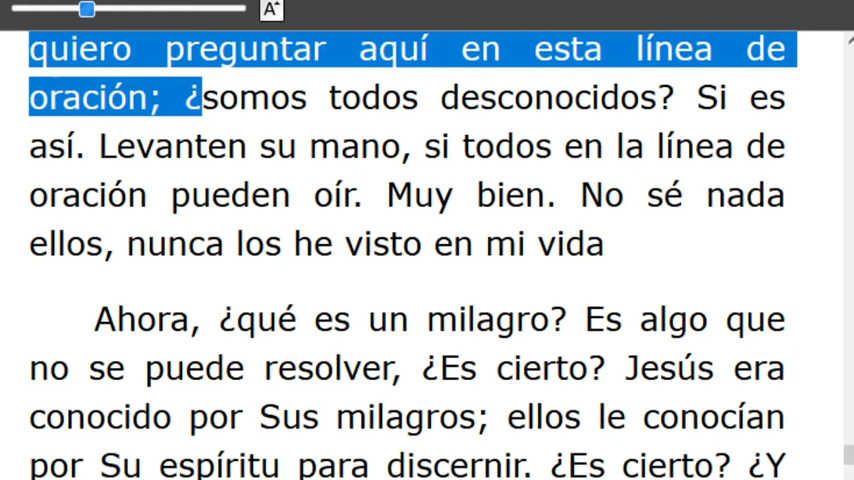 A
quiero preguntar aquí en esta línea de
oración; ¿somos todos desconocidos? Si es
así. Levanten su mano, si todos en la línea de
oración pueden oír. Muy bien. No sé nada
ellos, nunca los he visto en mi vida
Ahora, ¿qué es un milagro? Es algo que
no se puede resolver, ¿Es cierto? Jesús era
conocido por Sus milagros; ellos le conocían
por Su espíritu para discernir. ¿Es cierto? ¿Y